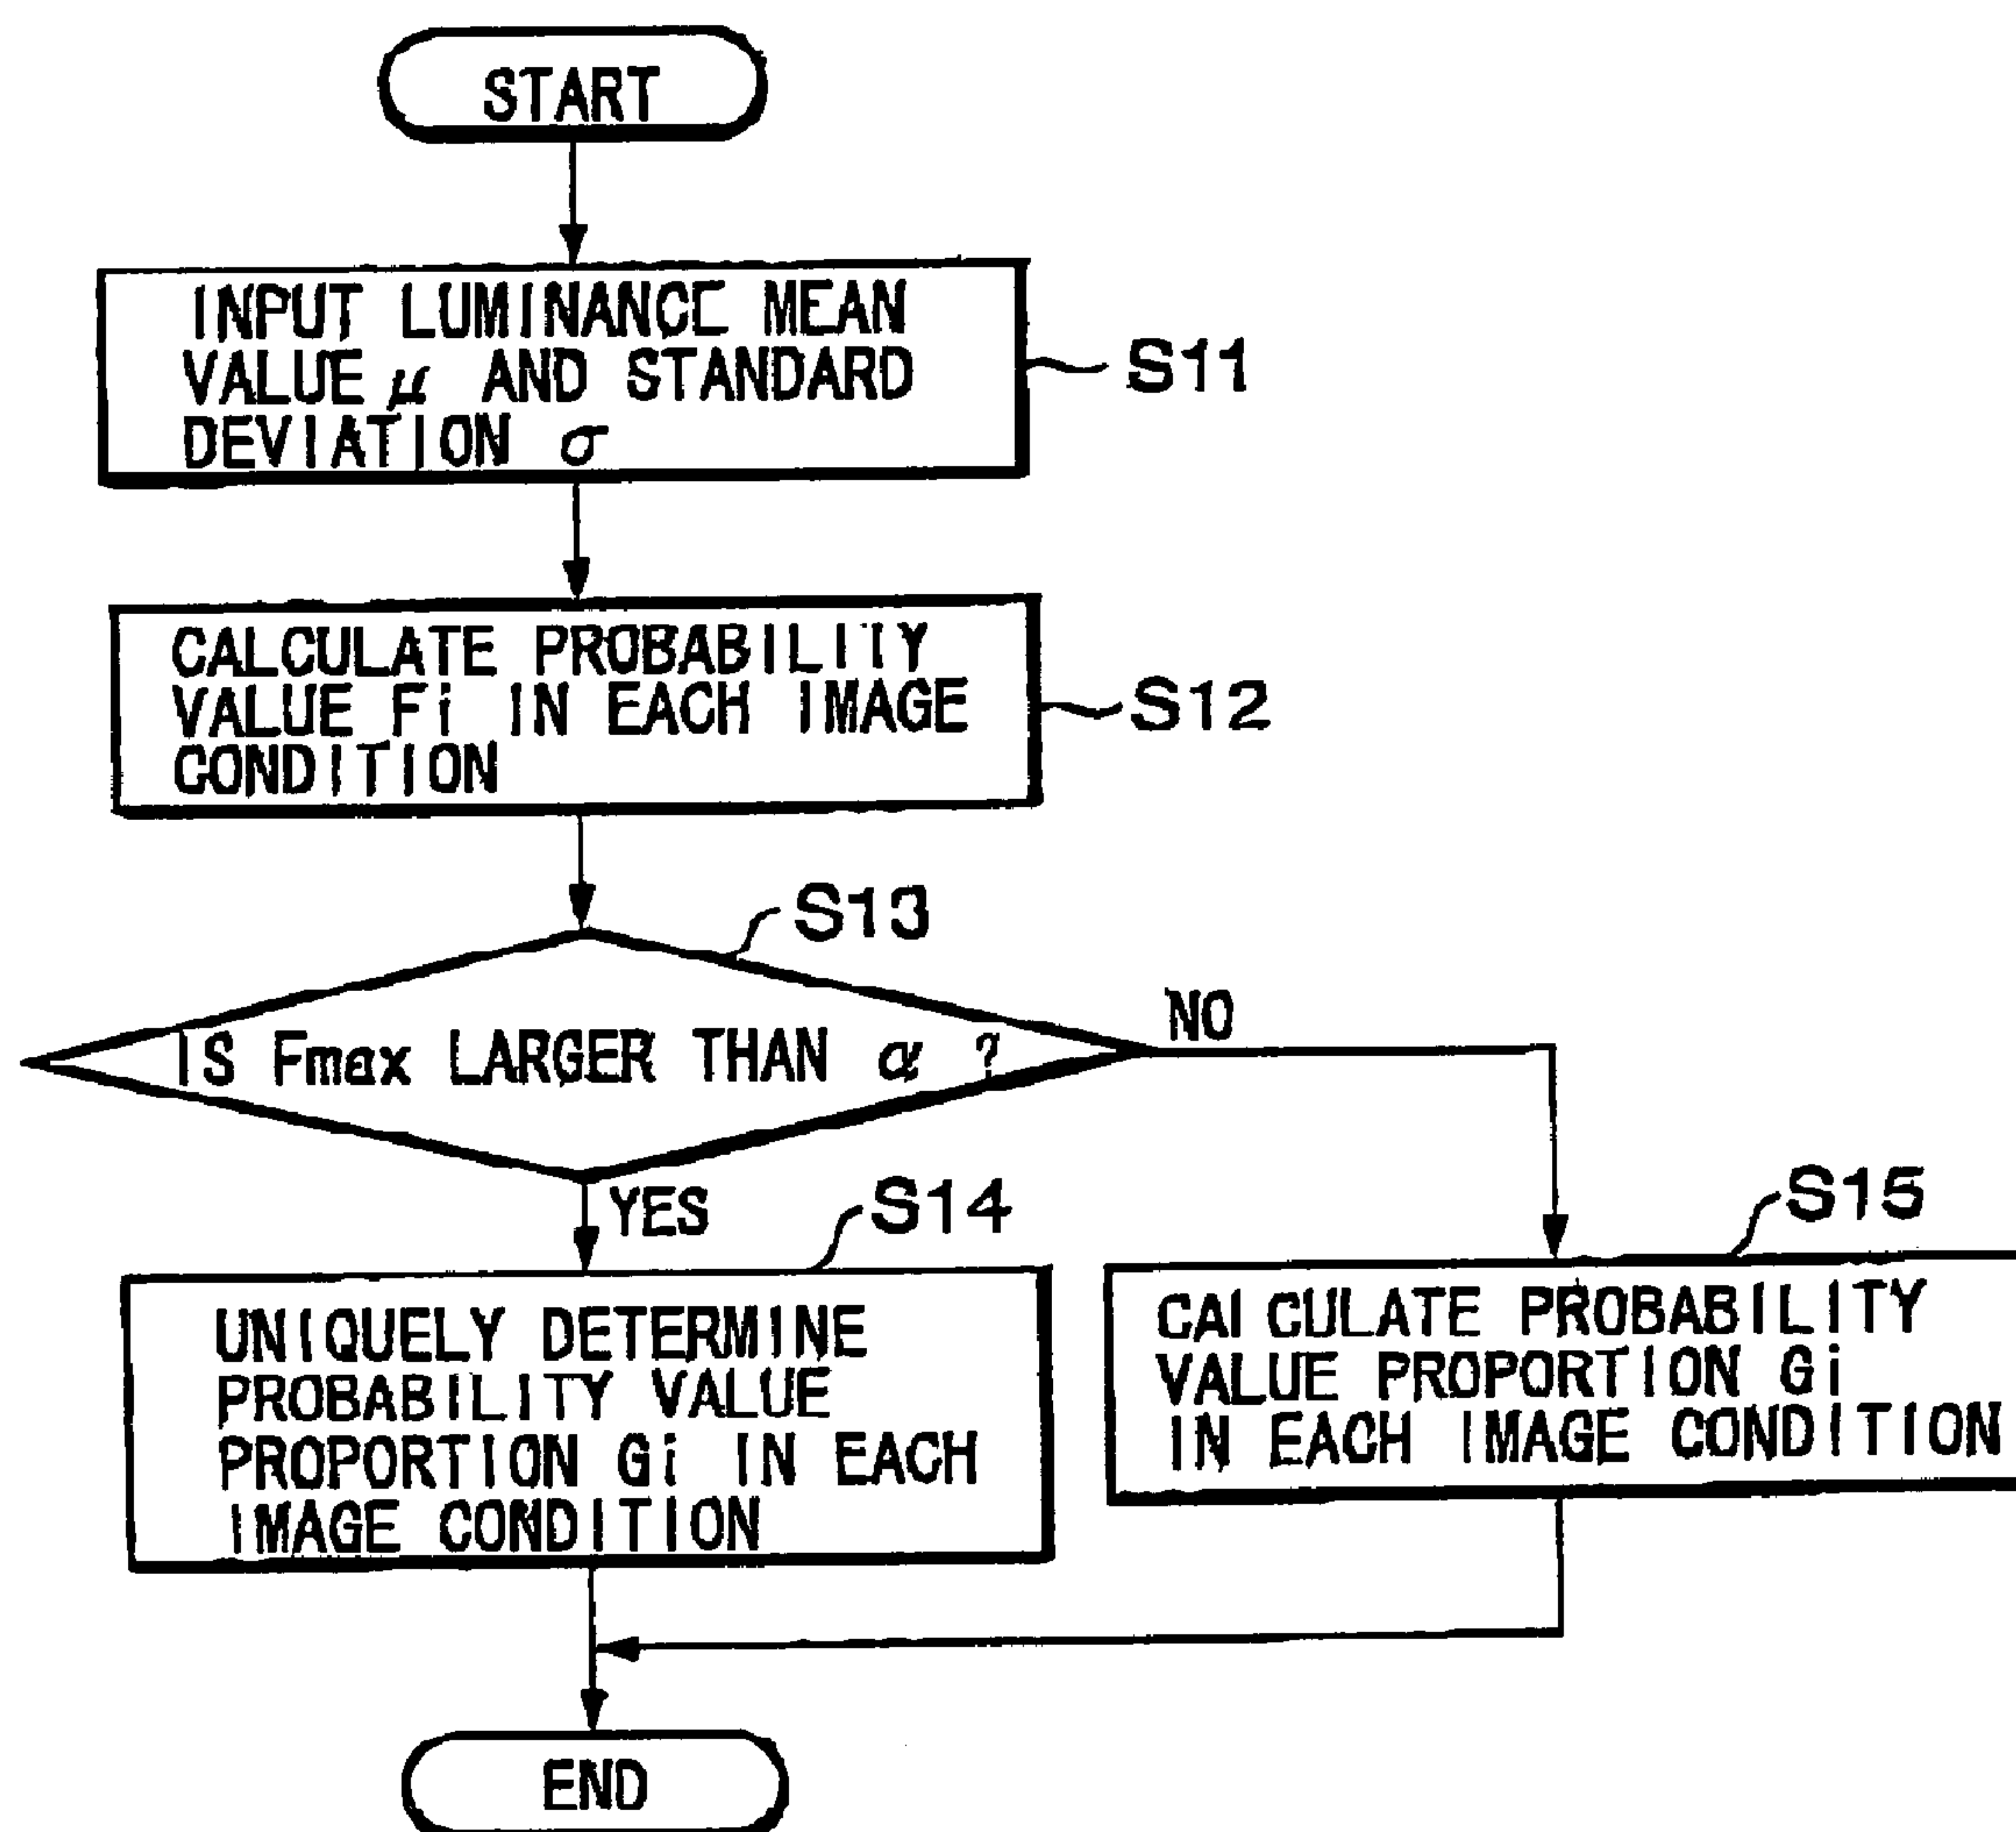 START
INPUT LUMINANCE MEAN
VALUE μ AND STANDARD
DEVIATION σ
S11
CALCULATE PROBABILITY
VALUE Fi IN EACH IMAGE
CONDITION
S12
S13
IS Fmax LARGER THAN α ?
NO
YES
S14
UNIQUELY DETERMINE
PROBABILITY VALUE
PROPORTION Gi IN EACH
IMAGE CONDITION
S15
CALCULATE PROBABILITY
VALUE PROPORTION Gi
IN EACH IMAGE CONDITION
END